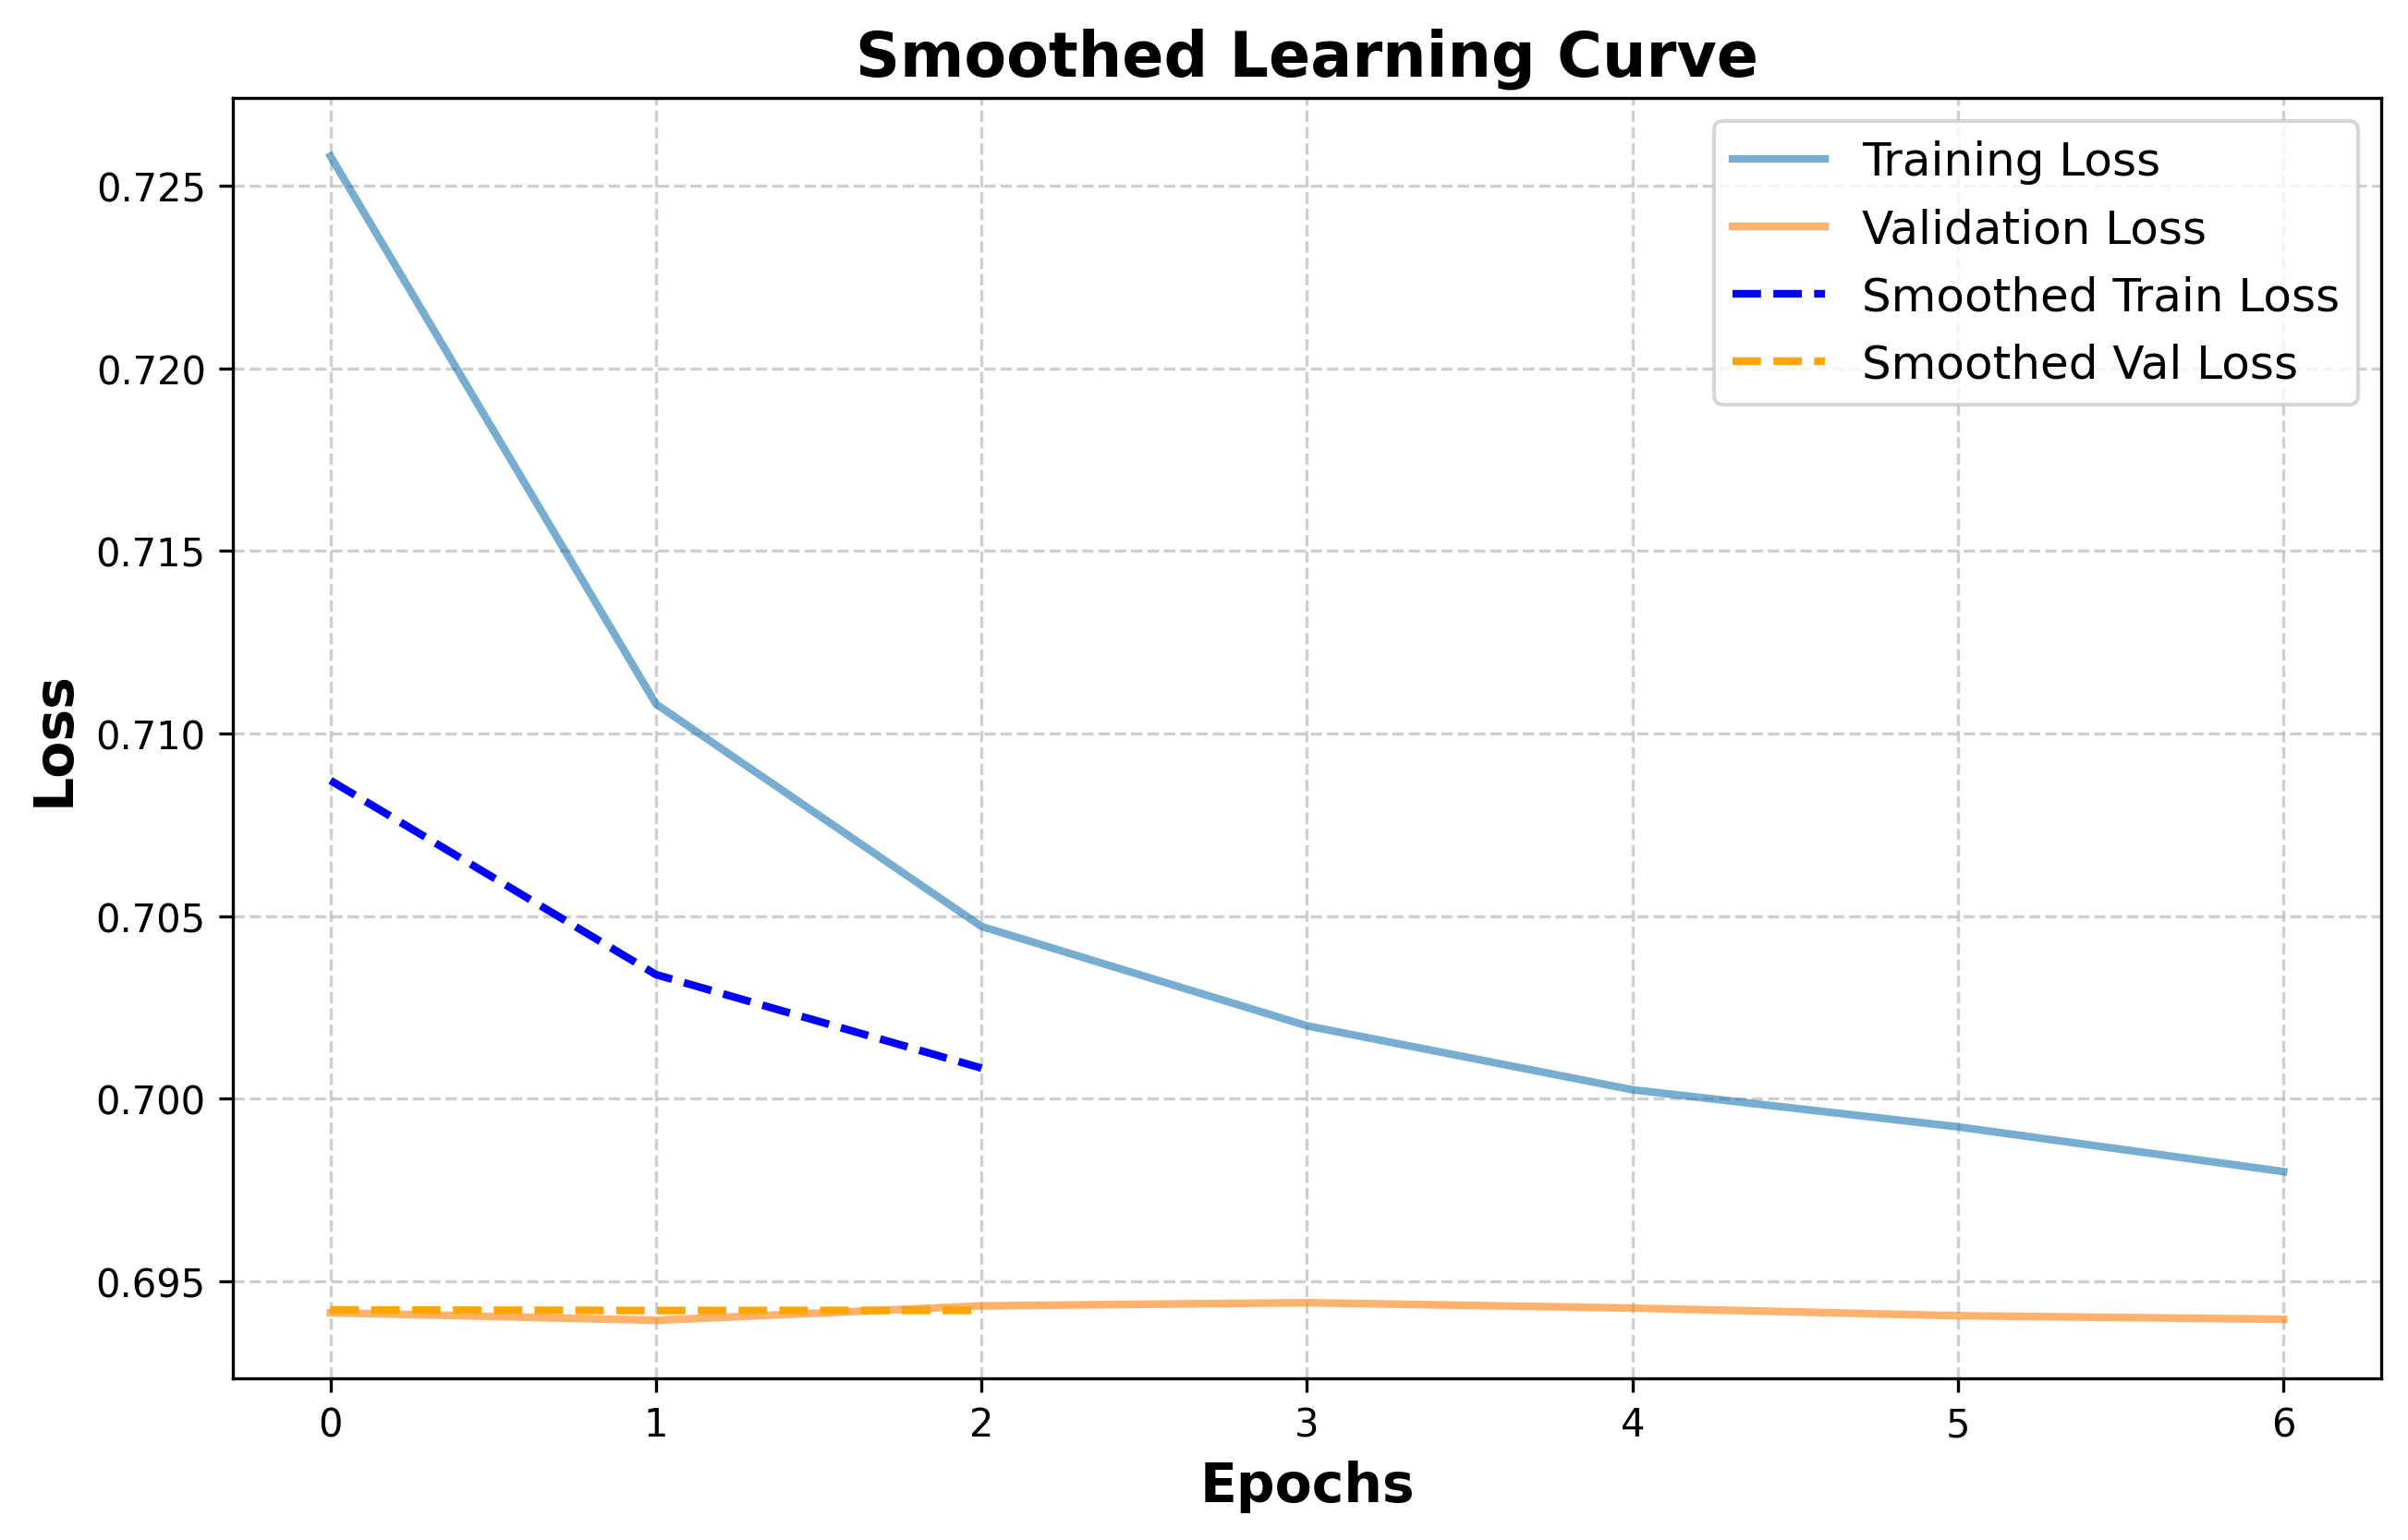 Smoothed Learning Curve
Training Loss
Validation Loss
Smoothed Train Loss
Smoothed Val Loss
Loss
0.725
0.720
0.715
0.710
0.705
0.700
0.695
0 1 2 3 4 5 6
Epochs